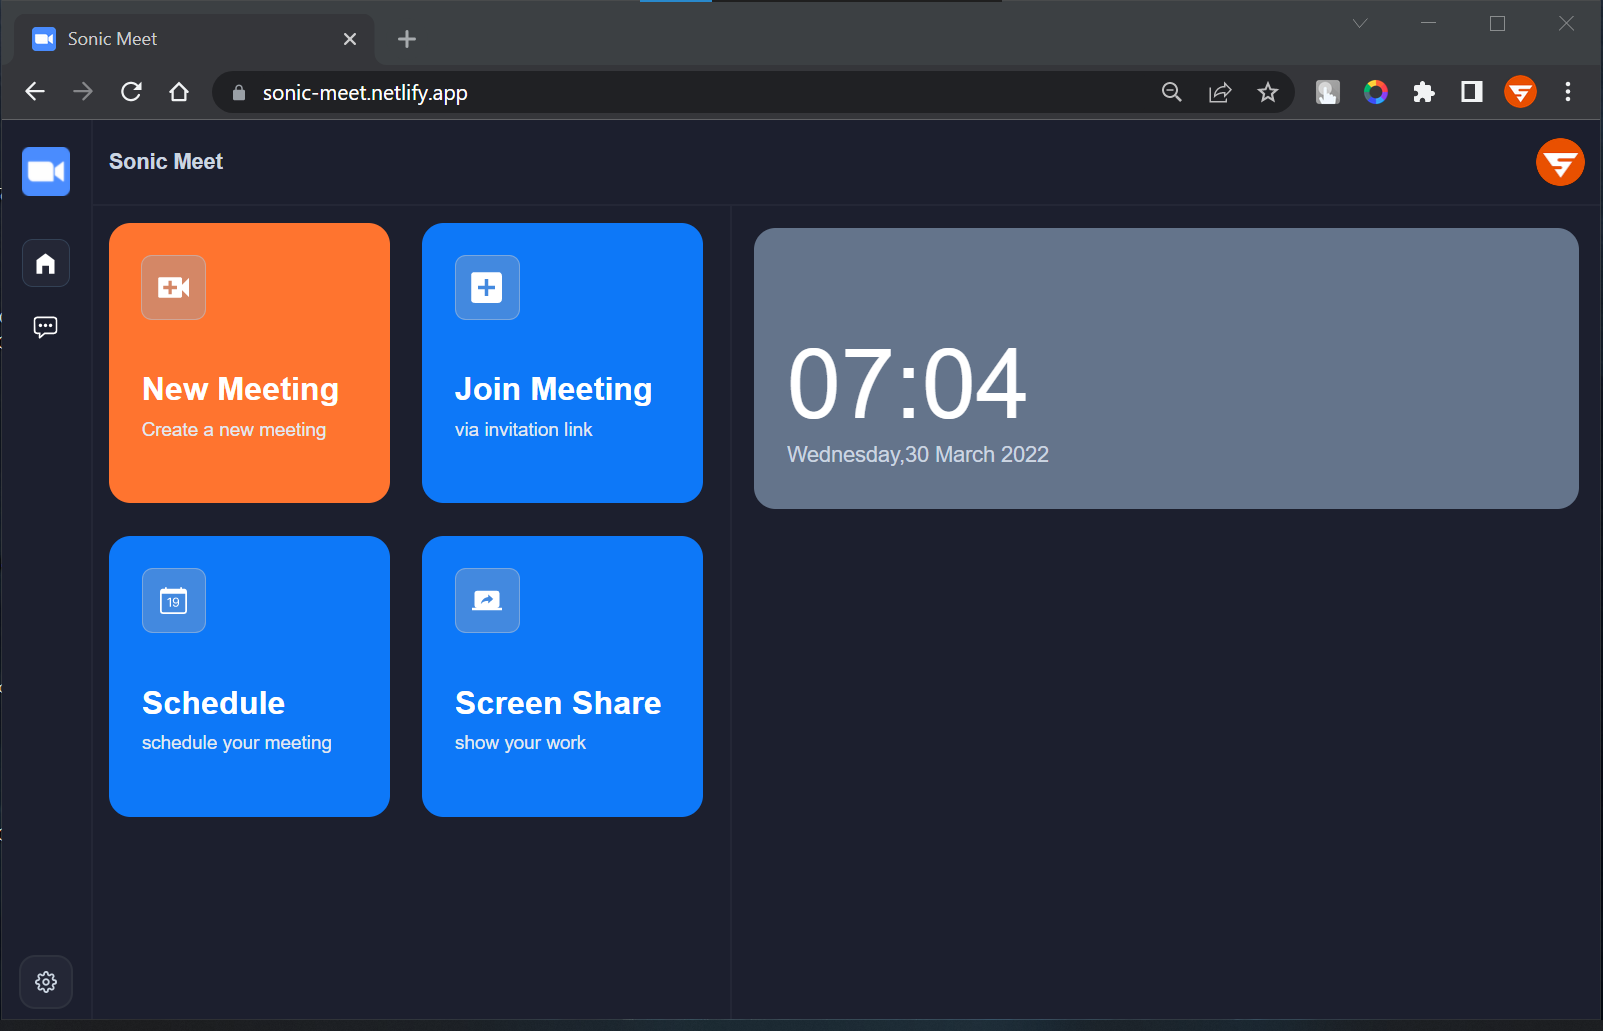 Sonic Meet
sonic-meet.netlify.app
Sonic Meet
New Meeting
Create a new meeting
Join Meeting
via invitation link
07:04
Wednesday,30 March 2022
19
Schedule
schedule your meeting
Screen Share
show your work